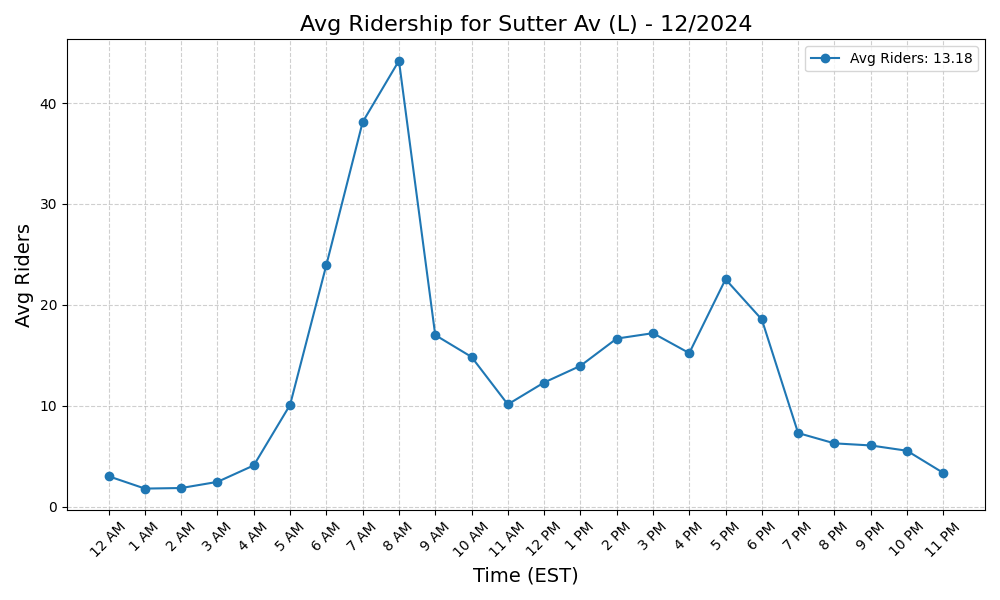 Avg Ridership for Sutter Av (L) - 12/2024
Avg Riders: 13.18
Avg Riders
40
30
20
10
0
12 AM
1 AM
2 AM
3 AM
4 AM
5 AM
6 AM
7 AM
8 AM
9 AM
10 AM
11 AM
12 PM
1 PM
2 PM
3 PM
4 PM
5 PM
6 PM
7 PM
8 PM
9 PM
10 PM
11 PM
Time (EST)